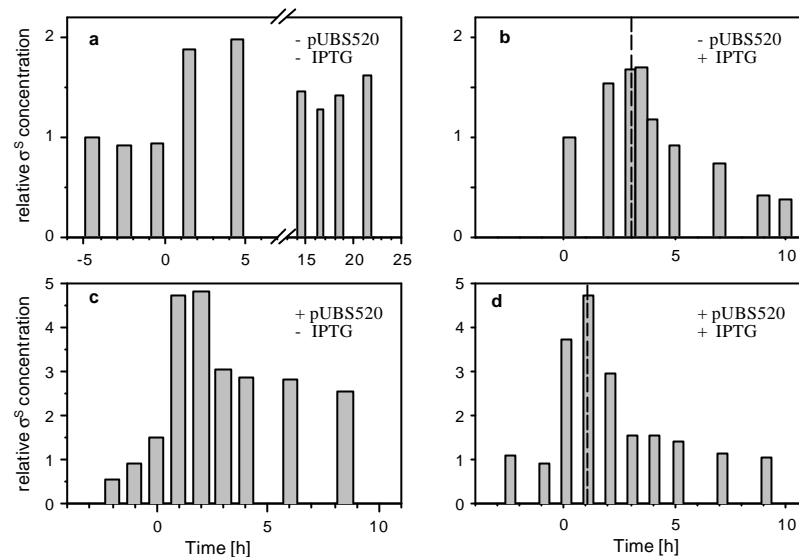 a
- pUBS520
- IPTG
relative σˢ concentration
2
1
0
-5 0 5 15 20 25
b
- pUBS520
+ IPTG
2
1
0
0 5 10
c
+ pUBS520
- IPTG
relative σˢ concentration
5
4
3
2
1
0
0 5 10
Time [h]
d
+ pUBS520
+ IPTG
5
4
3
2
1
0
0 5 10
Time [h]